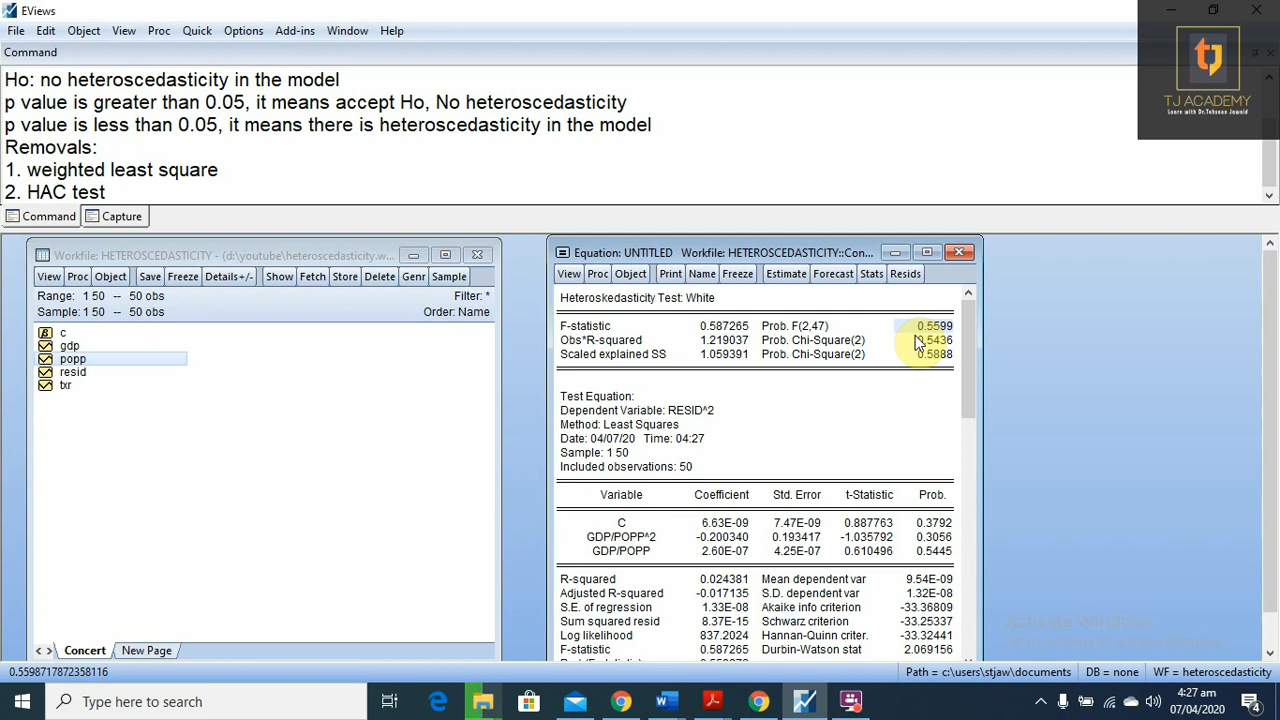 EViews
File Edit Object View Proc Quick Options Add-ins Window Help
Command
Ho: no heteroscedasticity in the model
p value is greater than 0.05, it means accept Ho, No heteroscedasticity
p value is less than 0.05, it means there is heteroscedasticity in the model
Removals:
1. weighted least square
2. HAC test
TJ ACADEMY
Learn with Dr.Tehseen Jawaid
Command Capture
Workfile: HETEROSCEDASTICITY - (d:\youtube\heteroscedasticity.w...
View Proc Object Save Freeze Details+/- Show Fetch Store Delete Genr Sample
Range: 1 50 -- 50 obs Filter: *
Sample: 1 50 -- 50 obs Order: Name
c
gdp
popp
resid
txr
Concert New Page
Equation: UNTITLED Workfile: HETEROSCEDASTICITY::Con...
View Proc Object Print Name Freeze Estimate Forecast Stats Resids
Heteroskedasticity Test: White
F-statistic 0.587265 Prob. F(2,47) 0.5599
Obs*R-squared 1.219037 Prob. Chi-Square(2) 0.5436
Scaled explained SS 1.059391 Prob. Chi-Square(2) 0.5888
Test Equation:
Dependent Variable: RESID^2
Method: Least Squares
Date: 04/07/20 Time: 04:27
Sample: 1 50
Included observations: 50
Variable Coefficient Std. Error t-Statistic Prob.
C 6.63E-09 7.47E-09 0.887763 0.3792
GDP/POPP^2 -0.200340 0.193417 -1.035792 0.3056
GDP/POPP 2.60E-07 4.25E-07 0.610496 0.5445
R-squared 0.024381 Mean dependent var 9.54E-09
Adjusted R-squared -0.017135 S.D. dependent var 1.32E-08
S.E. of regression 1.33E-08 Akaike info criterion -33.36809
Sum squared resid 8.37E-15 Schwarz criterion -33.25337
Log likelihood 837.2024 Hannan-Quinn criter. -33.32441
F-statistic 0.587265 Durbin-Watson stat 2.069156
Activate Windows
0.5598717872358116 Path = c:\users\stjaw\documents DB = none WF = heteroscedasticity
Type here to search
4:27 am
07/04/2020
4